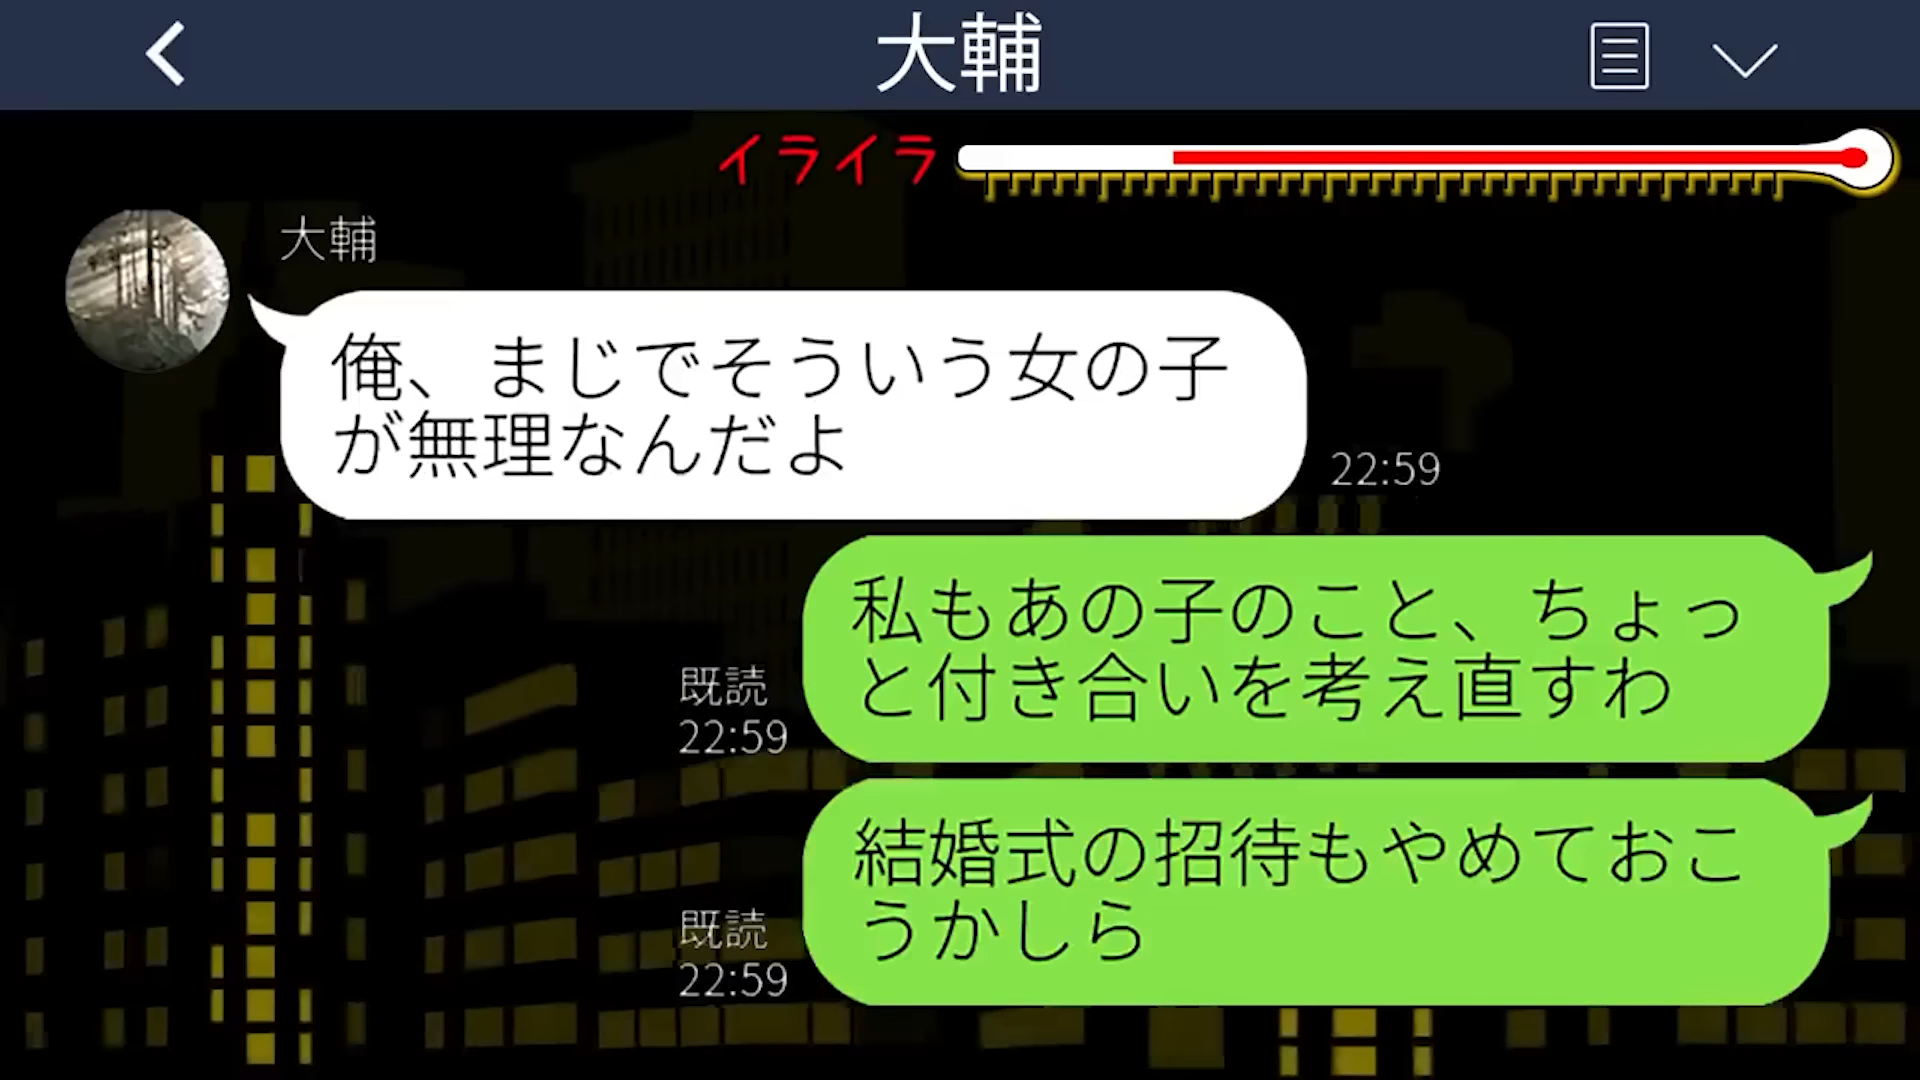 大輔
イライラ
大輔
俺、まじでそういう女の子
が無理なんだよ
22:59
私もあの子のこと、ちょっ
と付き合いを考え直すわ
既読
22:59
結婚式の招待もやめておこ
うかしら
既読
22:59